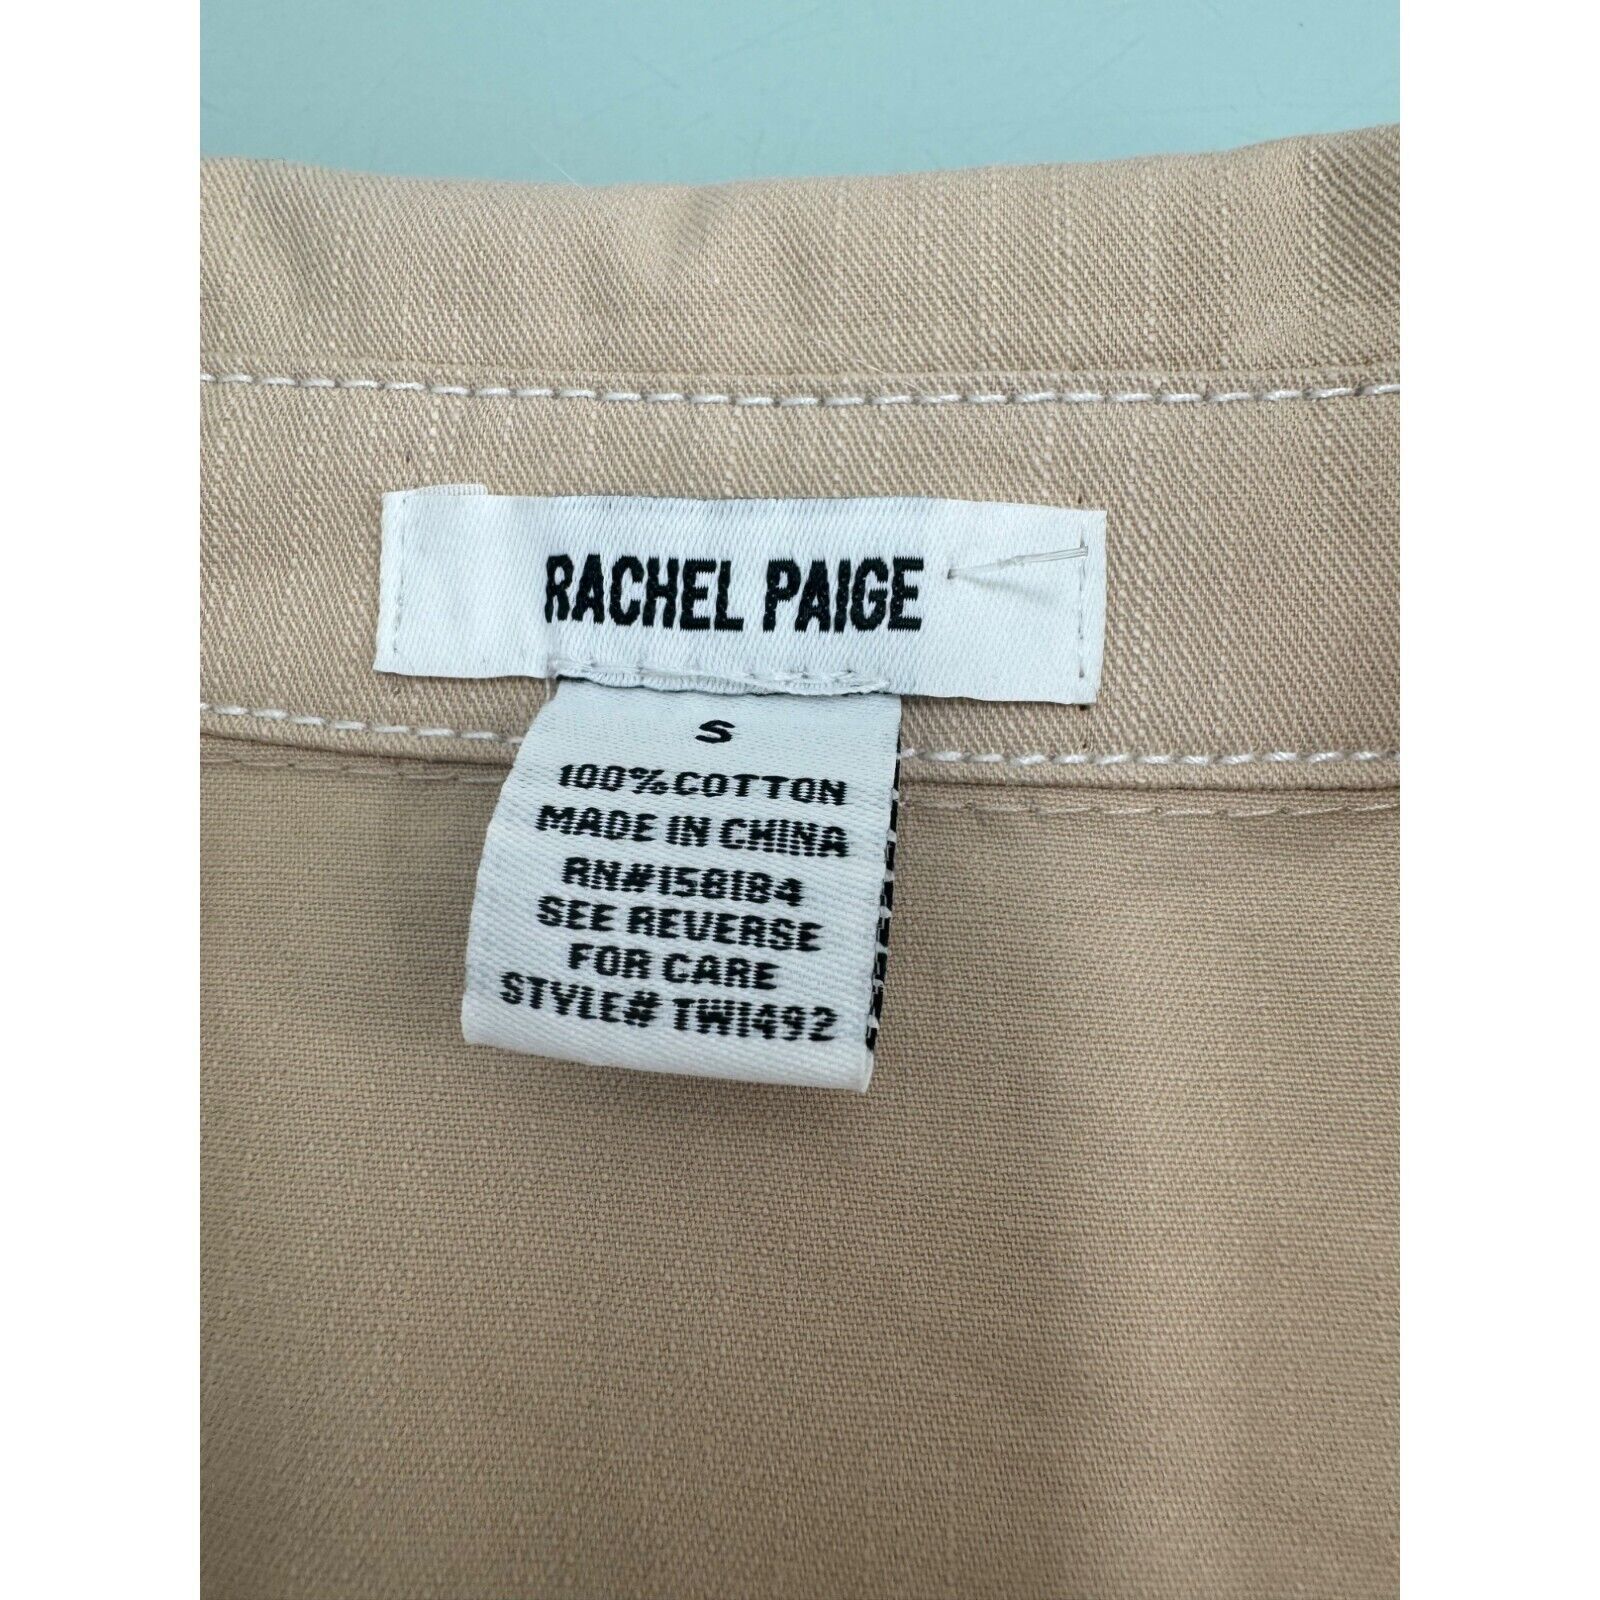 RACHEL PAIGE
S
100% COTTON
MADE IN CHINA
RN#158184
SEE REVERSE
FOR CARE
STYLE# TW1492